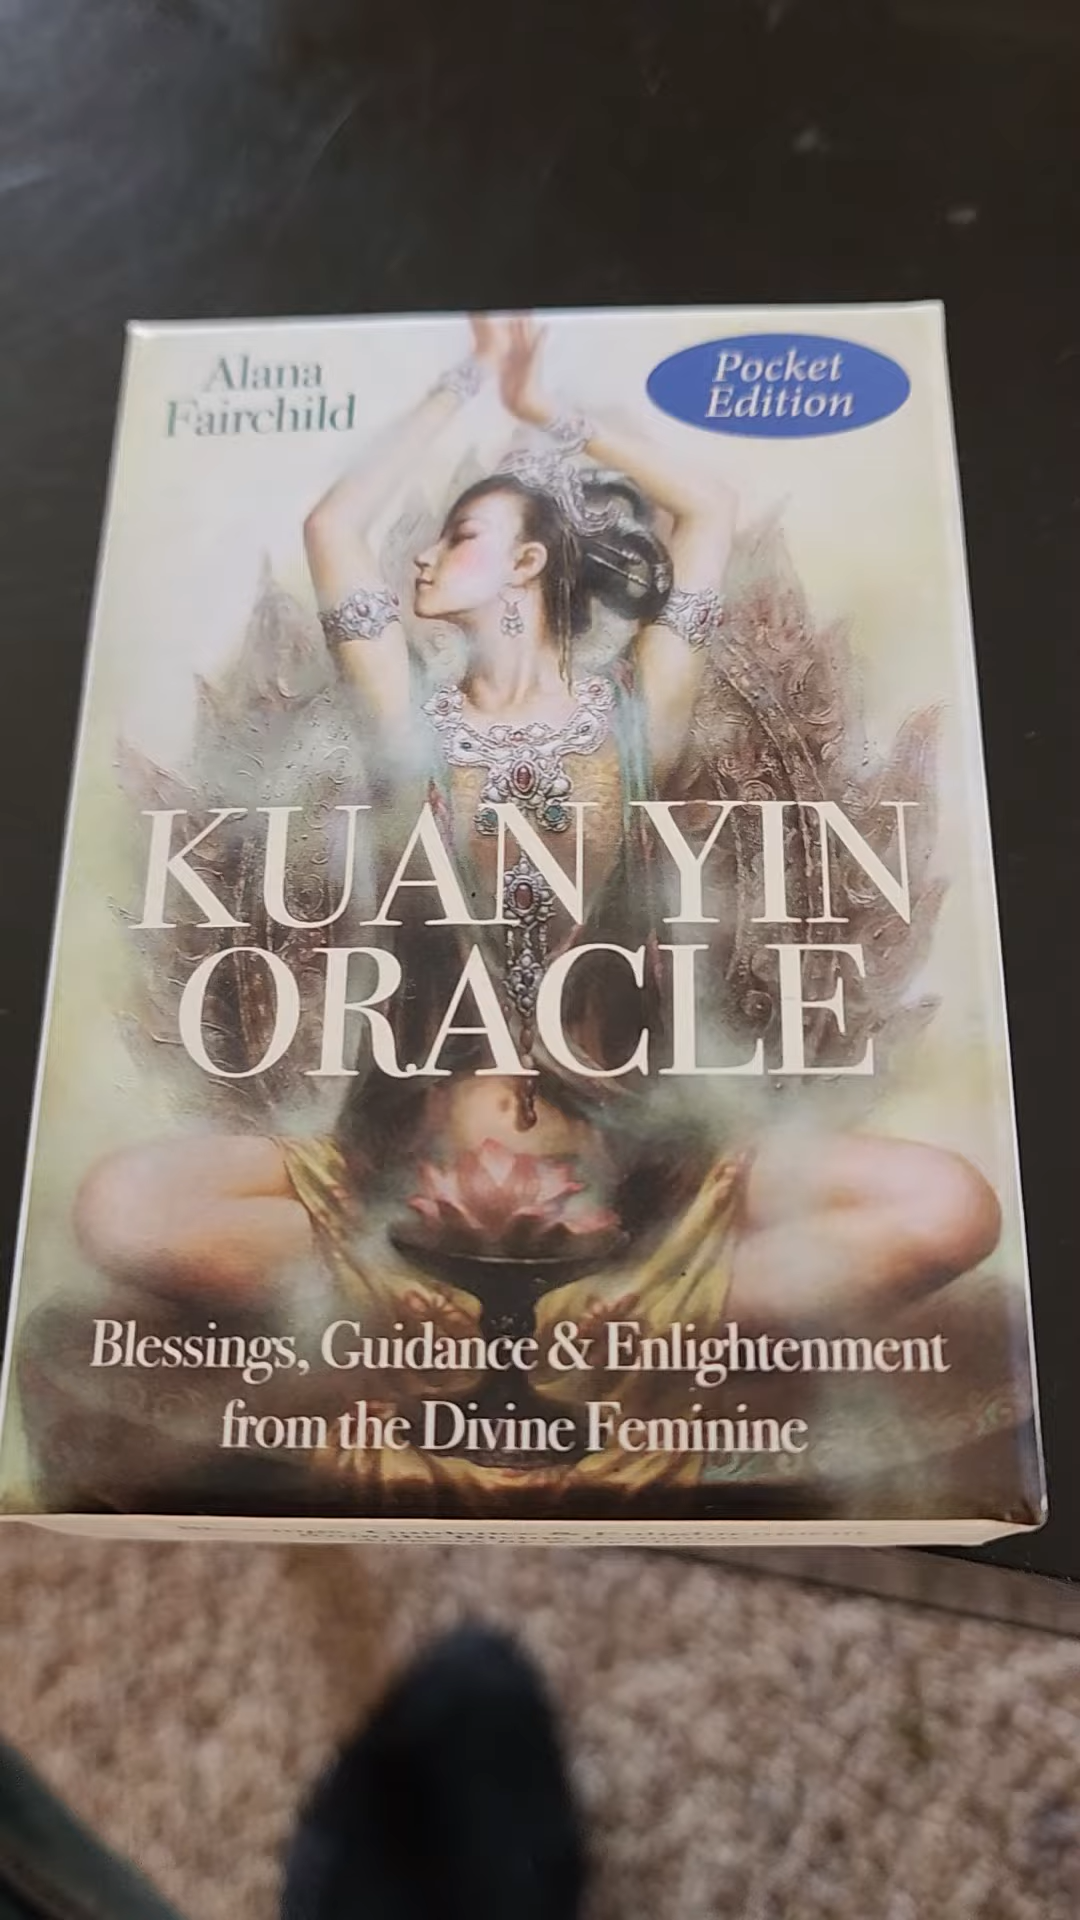 Alana
Fairchild
Pocket
Edition
KUAN YIN
ORACLE
Blessings, Guidance & Enlightenment
from the Divine Feminine